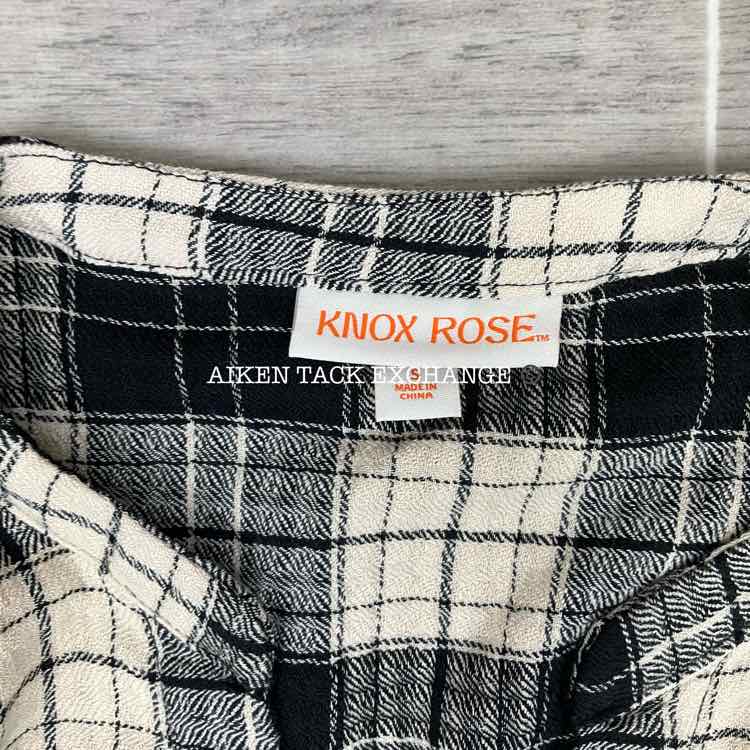 KNOX ROSE™
S
AIKEN TACK EXCHANGE
MADE IN
CHINA